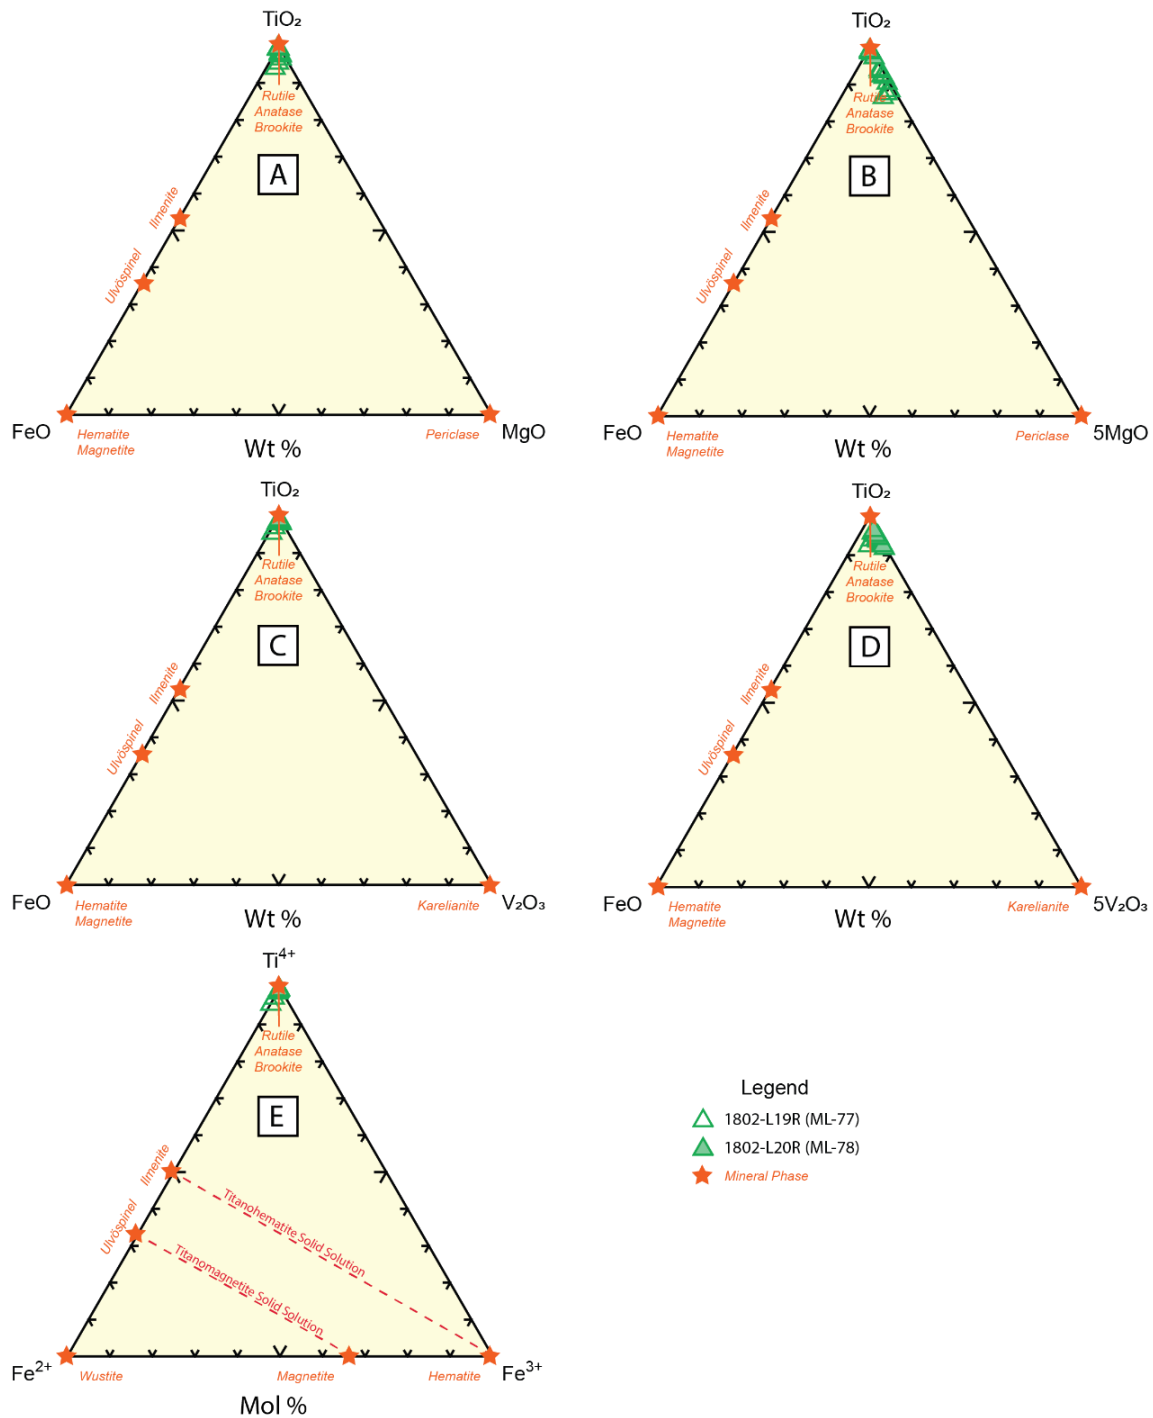 TiO₂
Rutile
Anatase
Brookite
A
Ilmenite
Ulvöspinel
FeO
Hematite
Magnetite
Wt %
Periclase
MgO
TiO₂
Rutile
Anatase
Brookite
B
Ilmenite
Ulvöspinel
FeO
Hematite
Magnetite
Wt %
Periclase
5MgO
TiO₂
Rutile
Anatase
Brookite
C
Ilmenite
Ulvöspinel
FeO
Hematite
Magnetite
Wt %
Karelianite
V₂O₃
TiO₂
Rutile
Anatase
Brookite
D
Ilmenite
Ulvöspinel
FeO
Hematite
Magnetite
Wt %
Karelianite
5V₂O₃
Ti⁴⁺
Rutile
Anatase
Brookite
E
Ilmenite
Ulvöspinel
Titanohematite Solid Solution
Titanomagnetite Solid Solution
Fe²⁺
Wustite
Magnetite
Hematite
Fe³⁺
Mol %
Legend
1802-L19R (ML-77)
1802-L20R (ML-78)
Mineral Phase